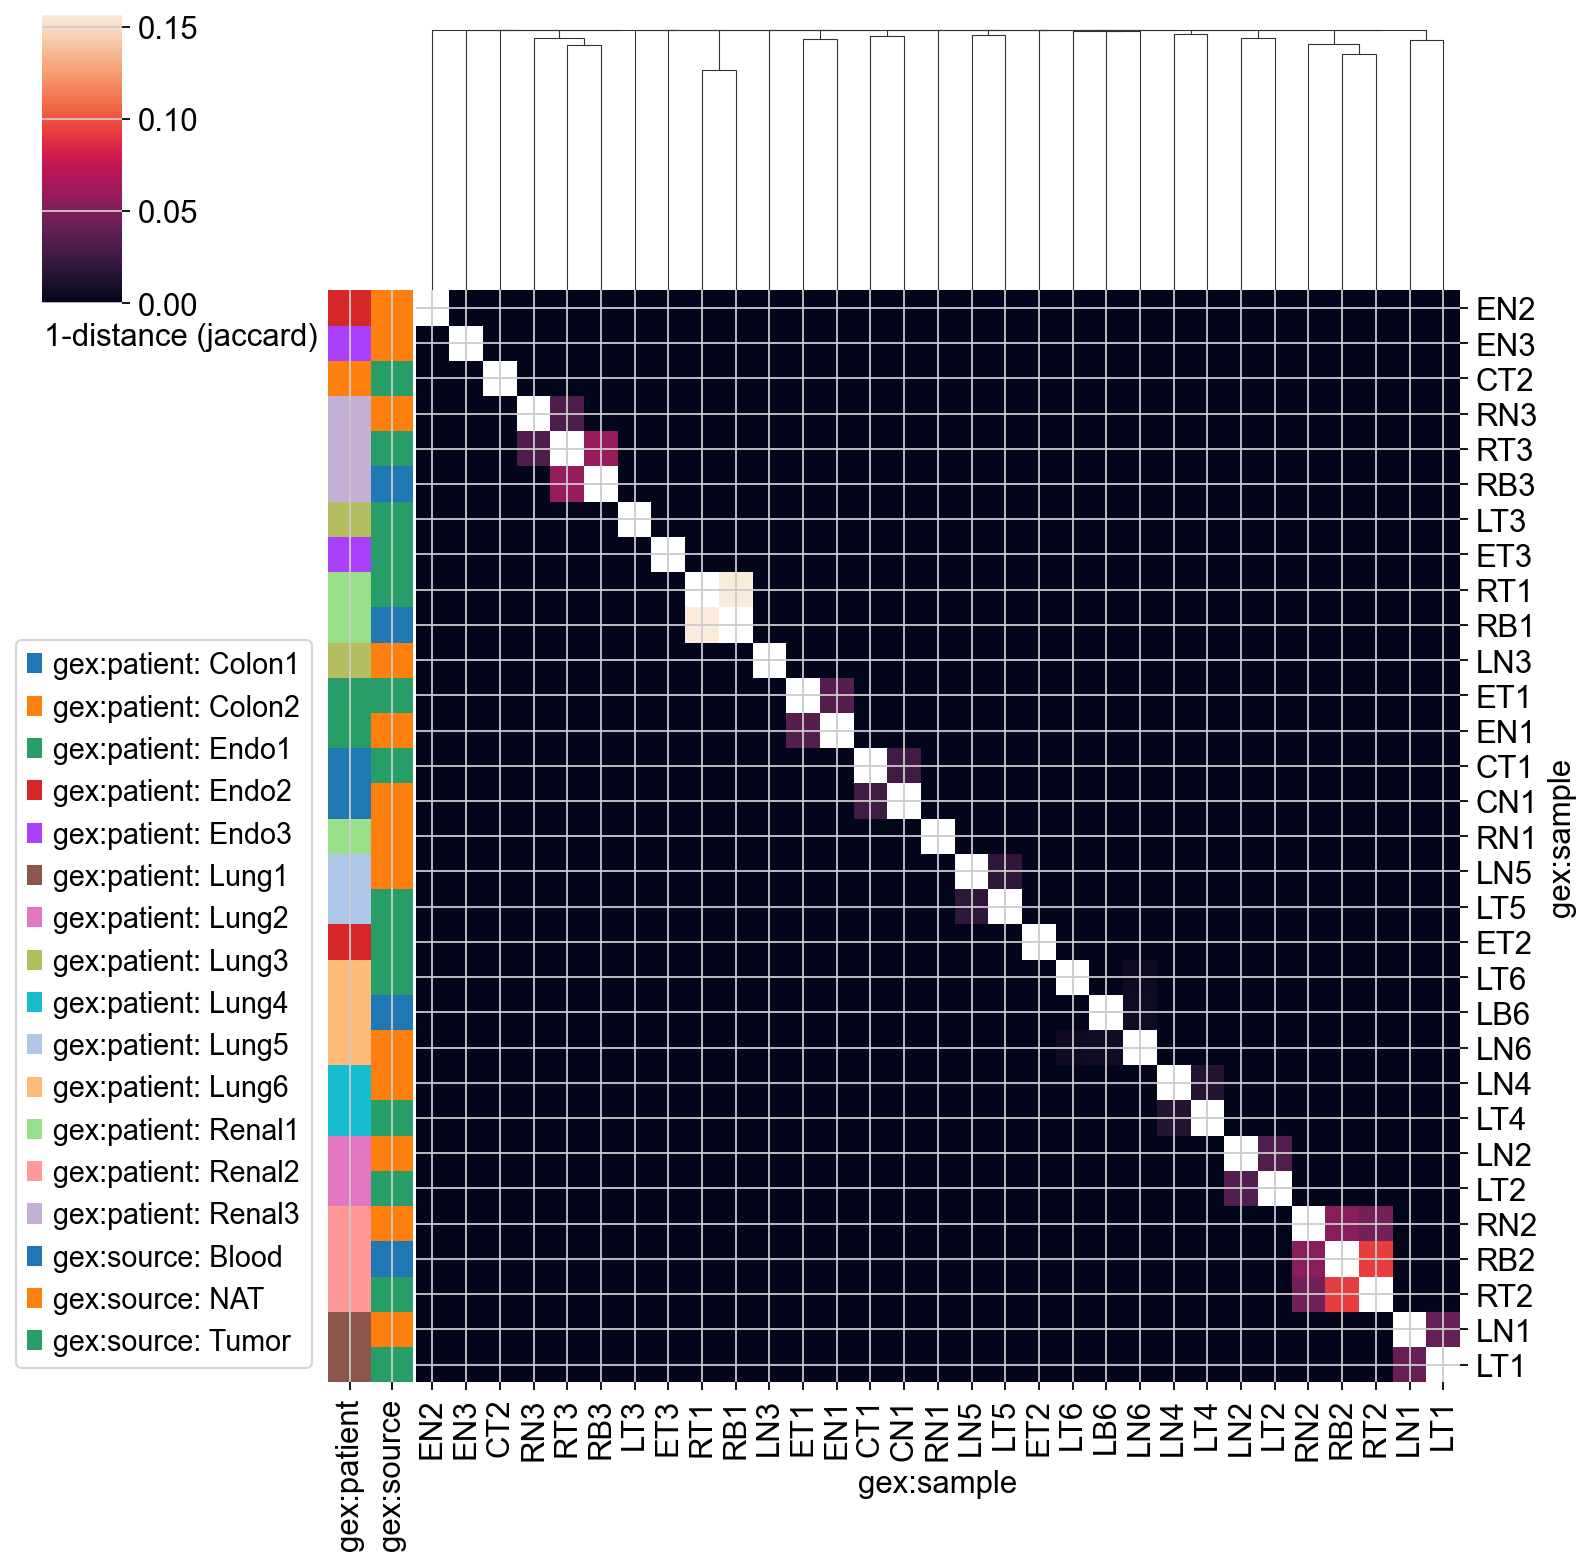 0.15
0.10
0.05
0.00
1-distance (jaccard)
EN2
EN3
CT2
RN3
RT3
RB3
LT3
ET3
RT1
RB1
LN3
ET1
EN1
CT1
CN1
RN1
LN5
LT5
ET2
LT6
LB6
LN6
LN4
LT4
LN2
LT2
RN2
RB2
RT2
LN1
LT1
gex:sample
gex:patient: Colon1
gex:patient: Colon2
gex:patient: Endo1
gex:patient: Endo2
gex:patient: Endo3
gex:patient: Lung1
gex:patient: Lung2
gex:patient: Lung3
gex:patient: Lung4
gex:patient: Lung5
gex:patient: Lung6
gex:patient: Renal1
gex:patient: Renal2
gex:patient: Renal3
gex:source: Blood
gex:source: NAT
gex:source: Tumor
gex:patient
gex:source
EN2
EN3
CT2
RN3
RT3
RB3
LT3
ET3
RT1
RB1
LN3
ET1
EN1
CT1
CN1
RN1
LN5
LT5
ET2
LT6
LB6
LN6
LN4
LT4
LN2
LT2
RN2
RB2
RT2
LN1
LT1
gex:sample